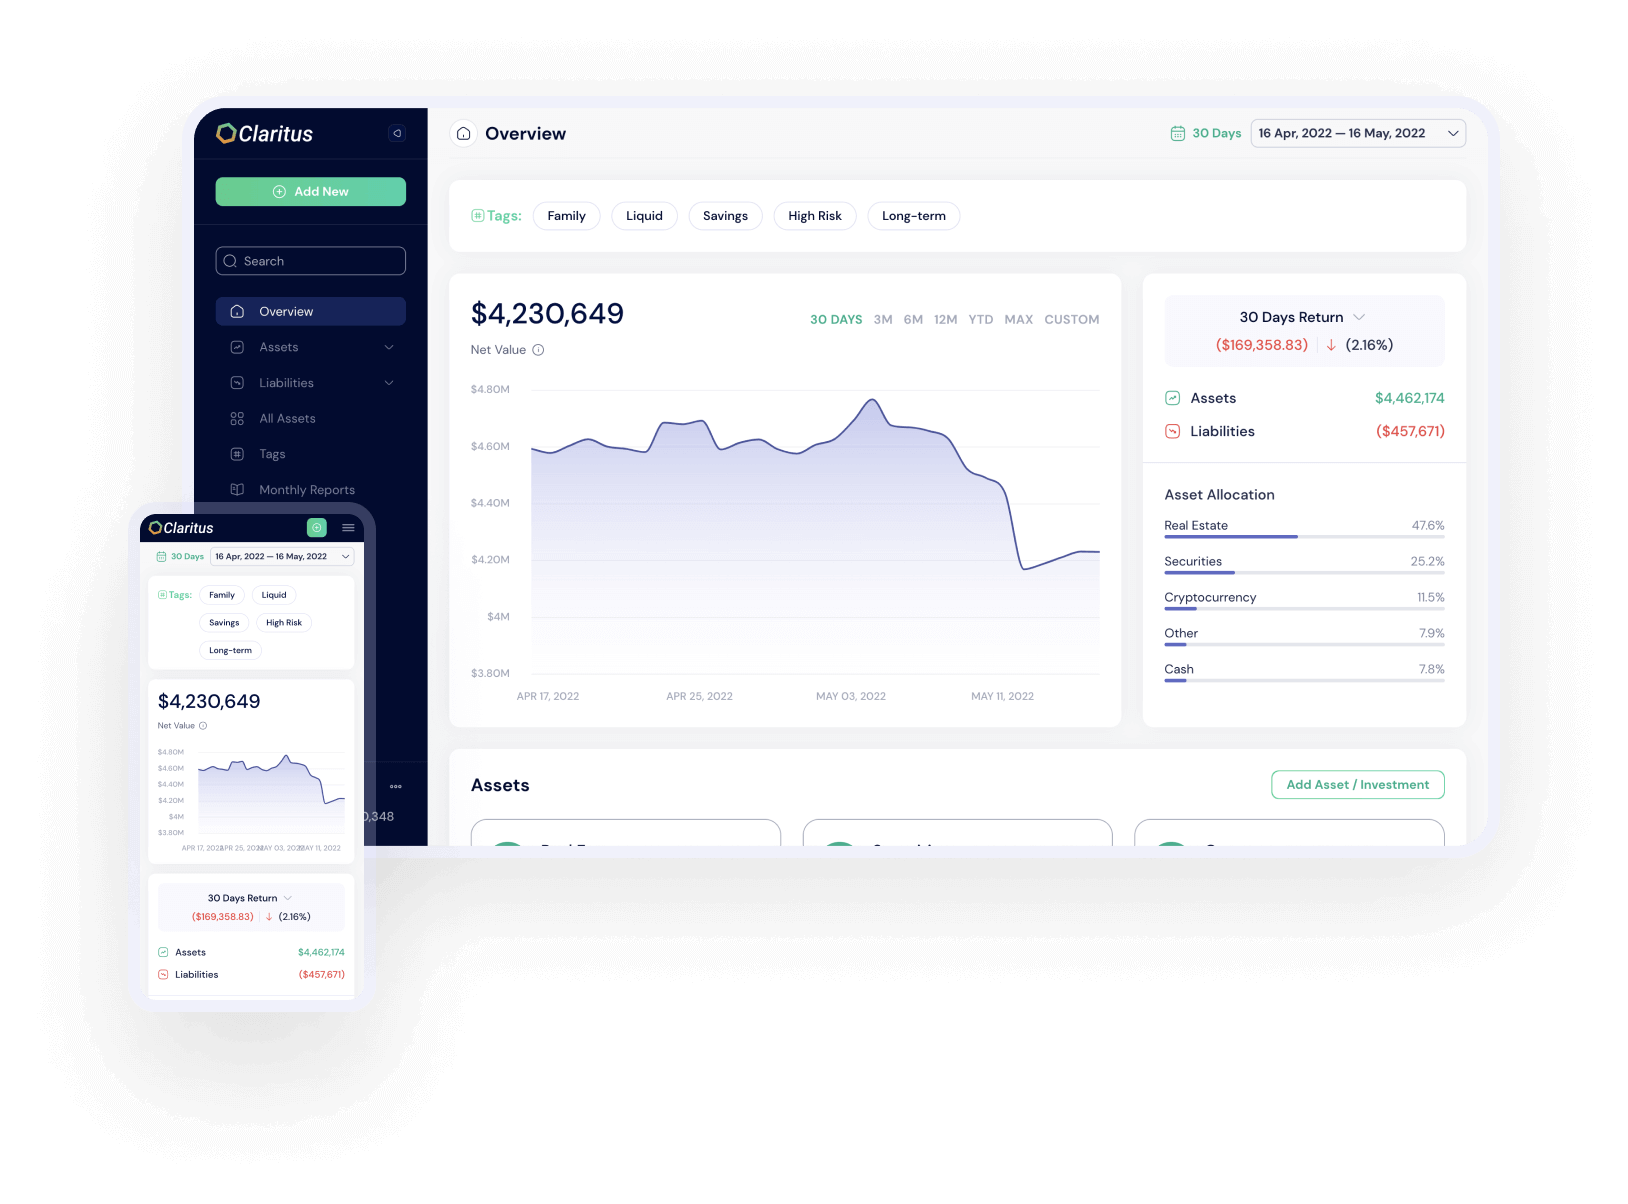 Claritus
Add New
Search
Overview
Assets
Liabilities
All Assets
Tags
Monthly Reports
0,348
Overview
30 Days 16 Apr, 2022 — 16 May, 2022
Tags: Family Liquid Savings High Risk Long-term
$4,230,649
30 DAYS 3M 6M 12M YTD MAX CUSTOM
Net Value
$4.80M
$4.60M
$4.40M
$4.20M
$4M
$3.80M
APR 17, 2022 APR 25, 2022 MAY 03, 2022 MAY 11, 2022
30 Days Return
($169,358.83) (2.16%)
Assets $4,462,174
Liabilities ($457,671)
Asset Allocation
Real Estate 47.6%
Securities 25.2%
Cryptocurrency 11.5%
Other 7.9%
Cash 7.8%
Assets
Add Asset / Investment
Claritus
30 Days 16 Apr, 2022 — 16 May, 2022
Tags: Family Liquid
Savings High Risk
Long-term
$4,230,649
Net Value
$4.80M
$4.60M
$4.40M
$4.20M
$4M
$3.80M
APR 17, 2022 APR 25, 2022 MAY 03, 2022 MAY 11, 2022
30 Days Return
($169,358.83) (2.16%)
Assets $4,462,174
Liabilities ($457,671)